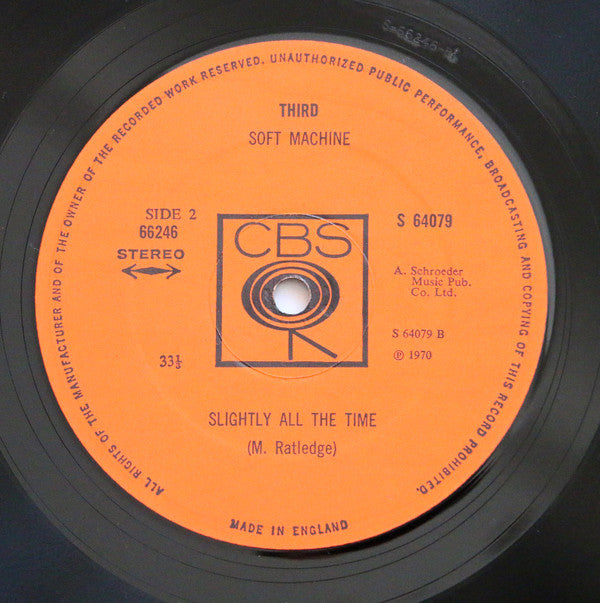 S-66246-B
ALL RIGHTS OF THE MANUFACTURER AND OF THE OWNER OF THE RECORDED WORK RESERVED. UNAUTHORIZED PUBLIC PERFORMANCE, BROADCASTING AND COPYING OF THIS RECORD PROHIBITED.
THIRD
SOFT MACHINE
SIDE 2
66246
S 64079
STEREO
CBS
A. Schroeder
Music Pub.
Co. Ltd.
S 64079 B
℗ 1970
33⅓
SLIGHTLY ALL THE TIME
(M. Ratledge)
MADE IN ENGLAND